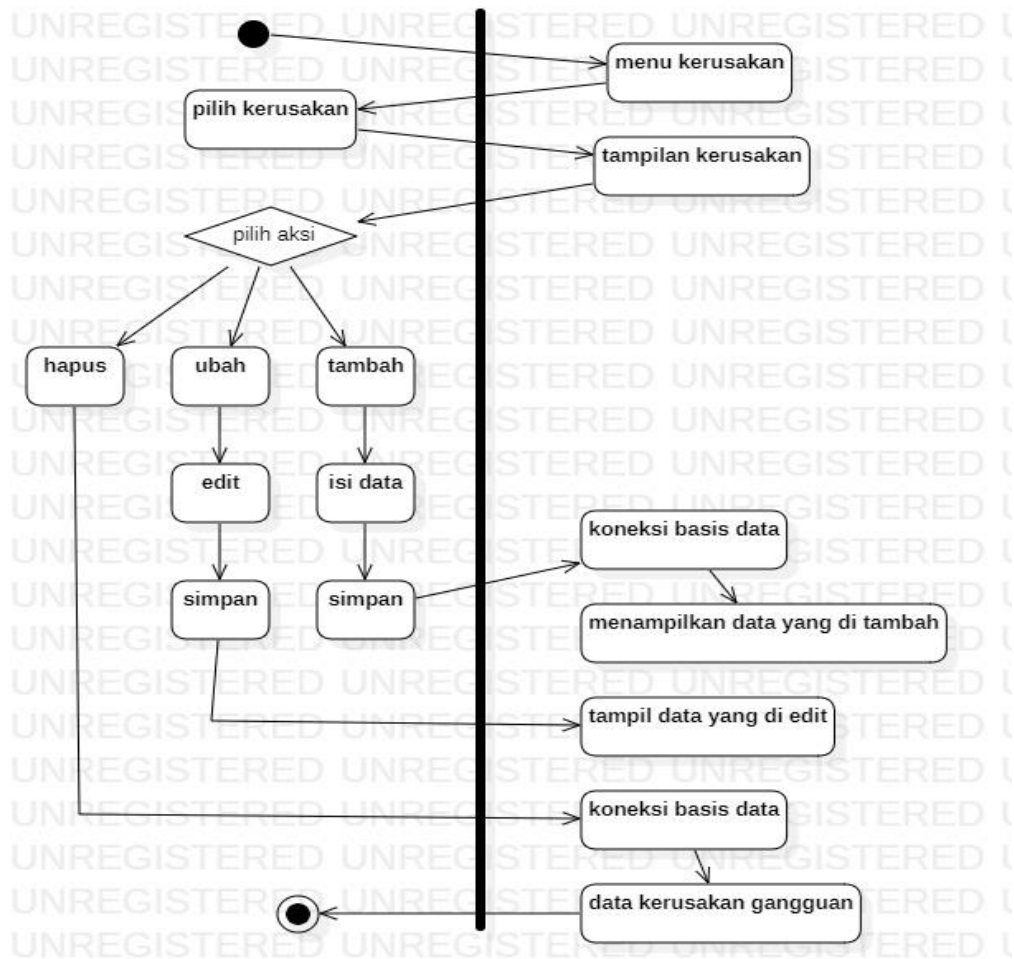 menu kerusakan
pilih kerusakan
tampilan kerusakan
pilih aksi
hapus
ubah
tambah
edit
isi data
koneksi basis data
simpan
simpan
menampilkan data yang di tambah
tampil data yang di edit
koneksi basis data
data kerusakan gangguan
UNREGISTERED